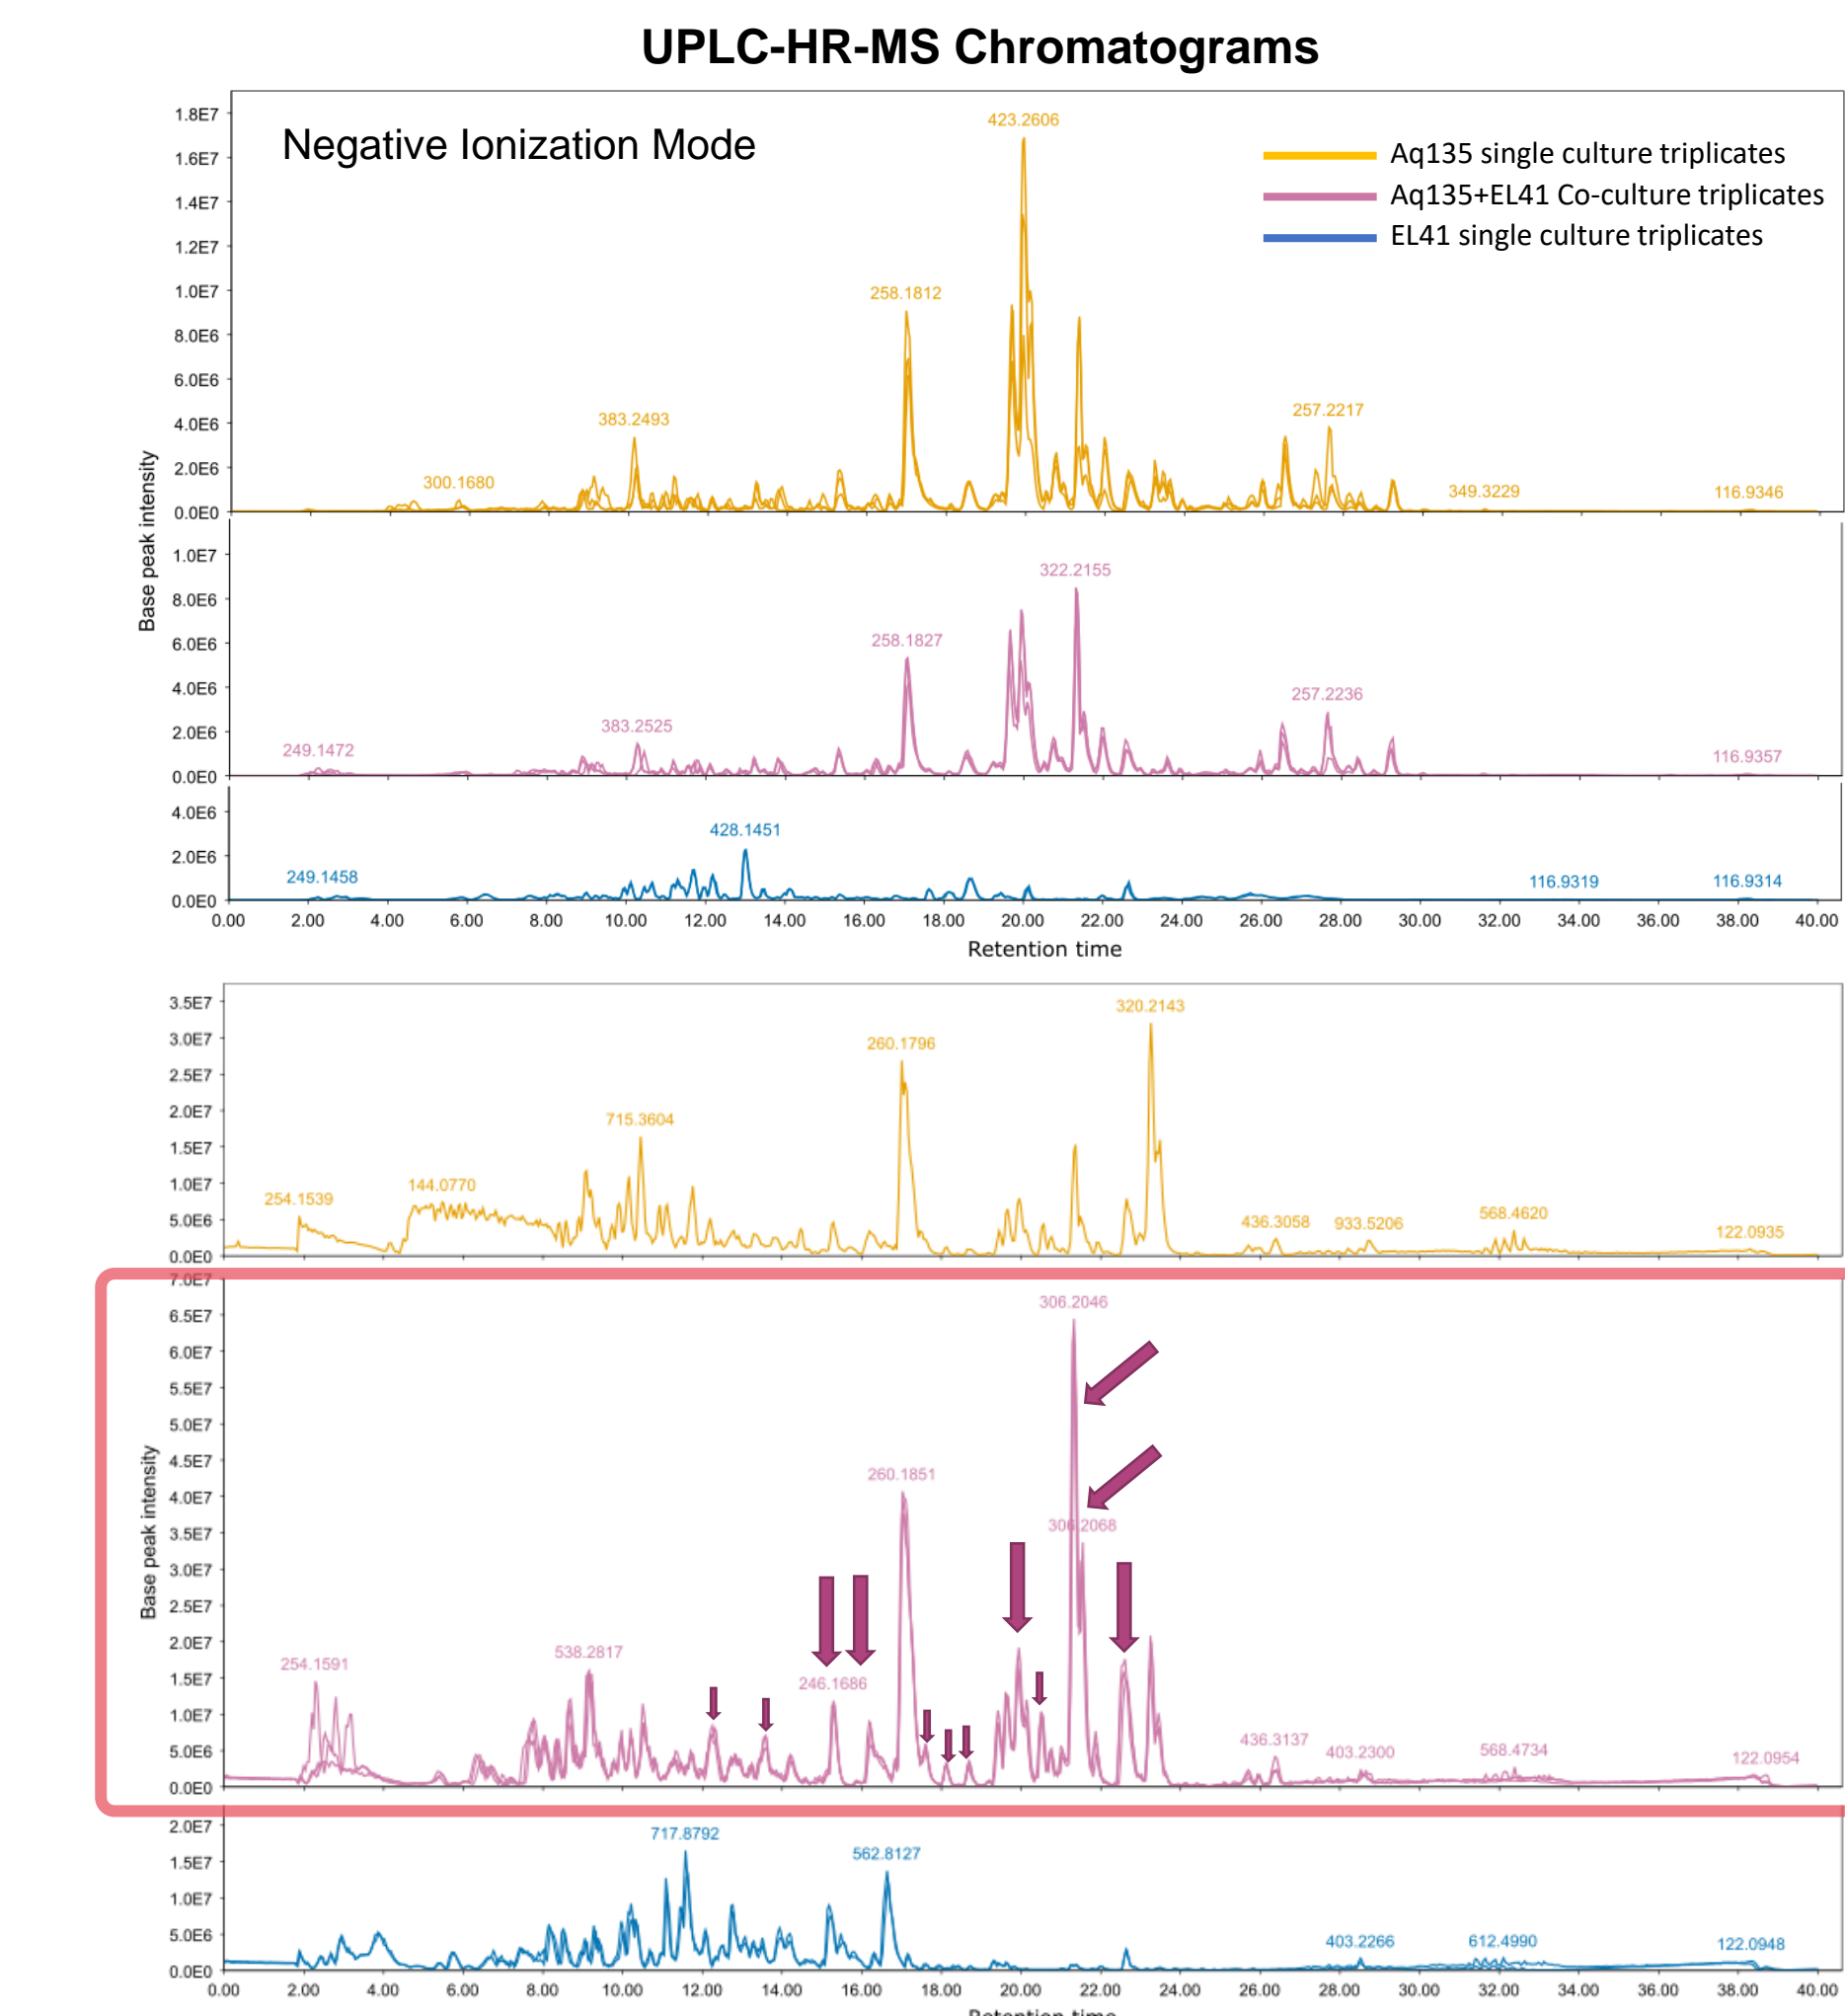 UPLC-HR-MS Chromatograms
Negative Ionization Mode
Aq135 single culture triplicates
Aq135+EL41 Co-culture triplicates
EL41 single culture triplicates
Base peak intensity
1.8E7
1.6E7
1.4E7
1.2E7
1.0E7
8.0E6
6.0E6
4.0E6
2.0E6
0.0E0
423.2606
258.1812
383.2493
257.2217
300.1680
349.3229
116.9346
1.0E7
8.0E6
6.0E6
4.0E6
2.0E6
0.0E0
322.2155
258.1827
257.2236
383.2525
249.1472
116.9357
4.0E6
2.0E6
0.0E0
428.1451
249.1458
116.9319
116.9314
0.00 2.00 4.00 6.00 8.00 10.00 12.00 14.00 16.00 18.00 20.00 22.00 24.00 26.00 28.00 30.00 32.00 34.00 36.00 38.00 40.00
Retention time
3.5E7
3.0E7
2.5E7
2.0E7
1.5E7
1.0E7
5.0E6
0.0E0
320.2143
260.1796
715.3604
144.0770
254.1539
436.3058
933.5206
568.4620
122.0935
Base peak intensity
7.0E7
6.5E7
6.0E7
5.5E7
5.0E7
4.5E7
4.0E7
3.5E7
3.0E7
2.5E7
2.0E7
1.5E7
1.0E7
5.0E6
0.0E0
306.2046
260.1851
306.2068
538.2817
254.1591
246.1686
436.3137
403.2300
568.4734
122.0954
2.0E7
1.5E7
1.0E7
5.0E6
0.0E0
717.8792
562.8127
403.2266
612.4990
122.0948
0.00 2.00 4.00 6.00 8.00 10.00 12.00 14.00 16.00 18.00 20.00 22.00 24.00 26.00 28.00 30.00 32.00 34.00 36.00 38.00 40.00
Retention time